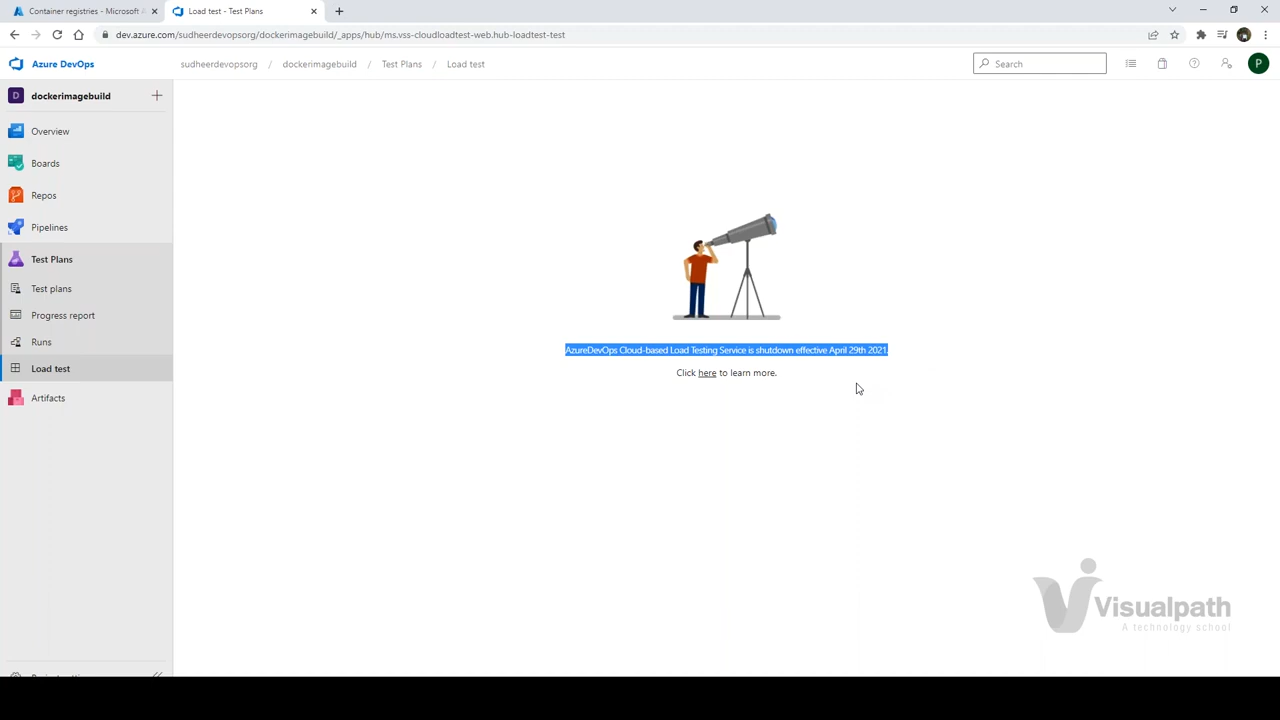 Container registries - Microsoft A
Load test - Test Plans
dev.azure.com/sudheerdevopsorg/dockerimagebuild/_apps/hub/ms.vss-cloudloadtest-web.hub-loadtest-test
Azure DevOps
sudheerdevopsorg / dockerimagebuild / Test Plans / Load test
Search
P
D dockerimagebuild
Overview
Boards
Repos
Pipelines
Test Plans
Test plans
Progress report
Runs
Load test
Artifacts
AzureDevOps Cloud-based Load Testing Service is shutdown effective April 29th 2021.
Click here to learn more.
Visualpath
A technology school